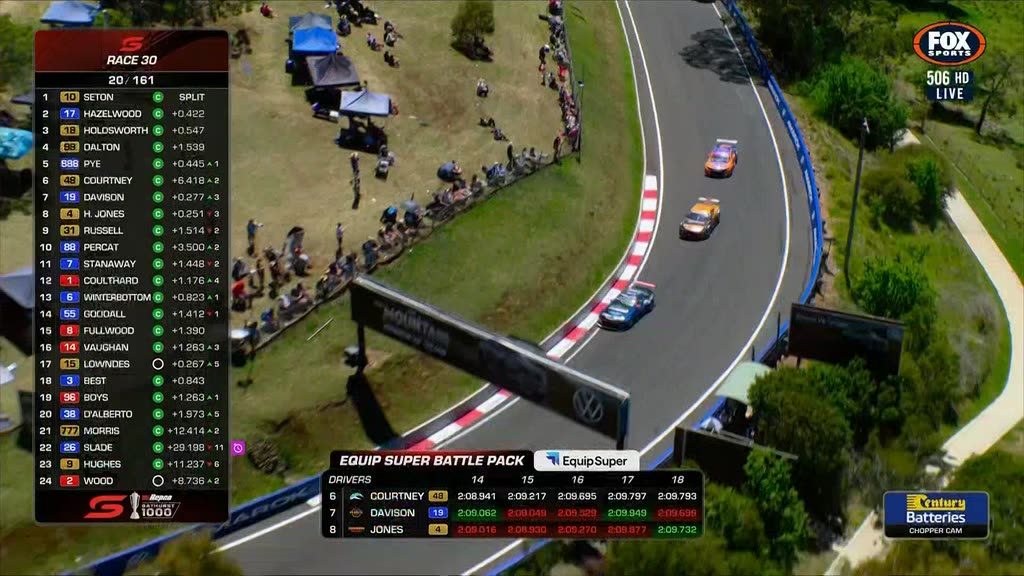 RACE 30
20/161
1 10 SETON C SPLIT
2 17 HAZELWOOD C +0.422
3 18 HOLDSWORTH C +0.547
4 99 DALTON C +1.539
5 888 PYE C +0.445 1
6 48 COURTNEY C +6.418 2
7 19 DAVISON C +0.277 3
8 4 H. JONES C +0.251 3
9 31 RUSSELL C +1.514 2
10 88 PERCAT C +3.500 2
11 7 STANAWAY C +1.448 2
12 1 COULTHARD C +1.176 4
13 6 WINTERBOTTOM C +0.823 1
14 55 GODDALL C +1.412 1
15 8 FULLWOOD C +1.390
16 14 VAUGHAN C +1.263 3
17 15 LOWNDES +0.267 5
18 3 BEST C +0.843
19 96 BOYS C +1.263 1
20 38 D'ALBERTO C +1.973 5
21 777 MORRIS C +12.414 2
22 26 SLADE C +29.198 11
23 9 HUGHES C +11.237 6
24 2 WOOD +8.736 2
Repco
BATHURST
1000
FOX
SPORTS
506 HD
LIVE
MOUNTAIN
EQUIP SUPER BATTLE PACK EquipSuper
DRIVERS 14 15 16 17 18
6 COURTNEY 48 2:08.941 2:09.217 2:09.695 2:09.797 2:09.793
7 DAVISON 19 2:09.062 2:09.049 2:09.529 2:09.949 2:09.699
8 JONES 4 2:09.016 2:08.930 2:09.270 2:09.877 2:09.732
Century
Batteries
CHOPPER CAM